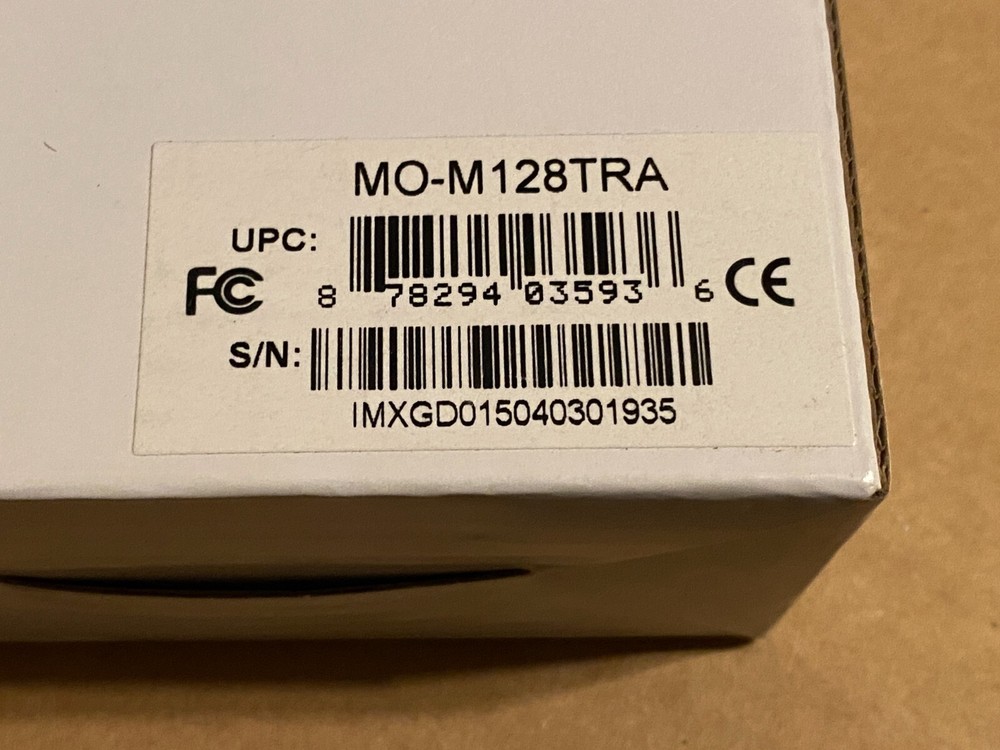 MO-M128TRA
UPC:
FC CE
8 78294 03593 6
S/N:
IMXGD015040301935